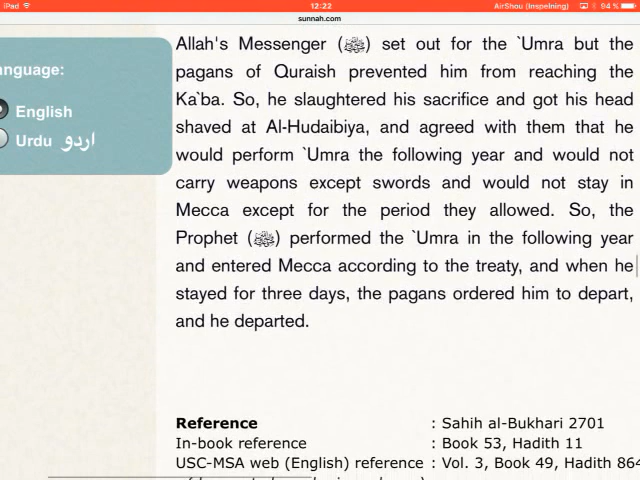 iPad 12:22 AirShou (Inspelning) 94 %
sunnah.com
anguage:
English
Urdu اردو
Allah's Messenger (ﷺ) set out for the `Umra but the
pagans of Quraish prevented him from reaching the
Ka`ba. So, he slaughtered his sacrifice and got his head
shaved at Al-Hudaibiya, and agreed with them that he
would perform `Umra the following year and would not
carry weapons except swords and would not stay in
Mecca except for the period they allowed. So, the
Prophet (ﷺ) performed the `Umra in the following year
and entered Mecca according to the treaty, and when he
stayed for three days, the pagans ordered him to depart,
and he departed.
Reference : Sahih al-Bukhari 2701
In-book reference : Book 53, Hadith 11
USC-MSA web (English) reference : Vol. 3, Book 49, Hadith 864